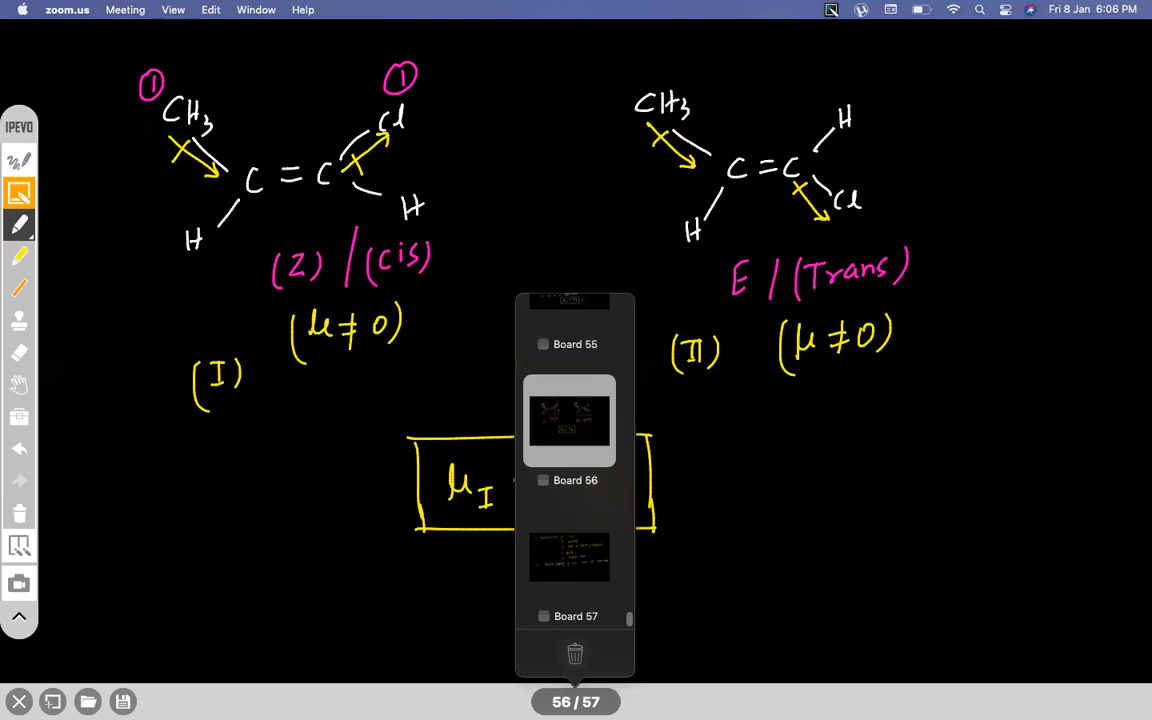 zoom.us Meeting View Edit Window Help Fri 8 Jan 6:06 PM
IPEVO
① ①
CH3 Cl
C = C
H H
(Z) / (Cis)
(μ ≠ 0)
(I)
CH3 H
C = C
H Cl
E / (Trans)
(μ ≠ 0)
(II)
μI
Board 55
Board 56
Board 57
56 / 57